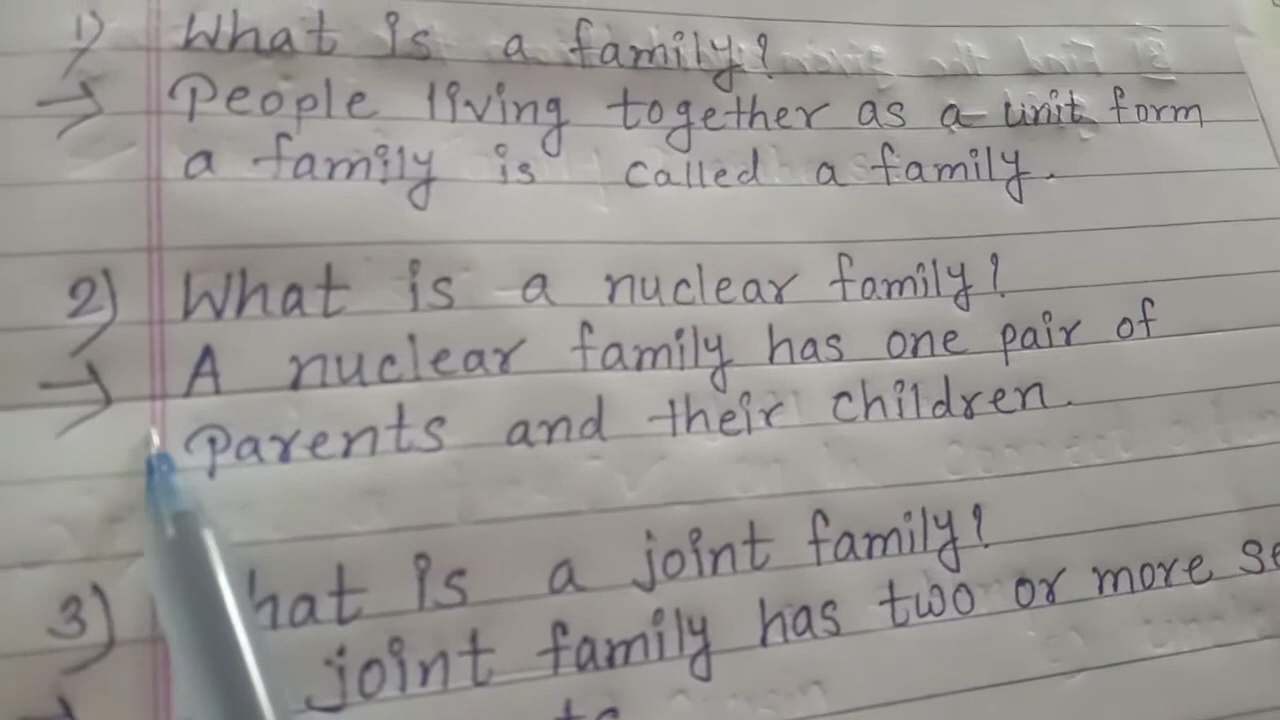 1) What is a family?
→ People living together as a unit form
a family is called a family.
2) What is a nuclear family?
→ A nuclear family has one pair of
parents and their children.
3) hat is a joint family?
joint family has two or more